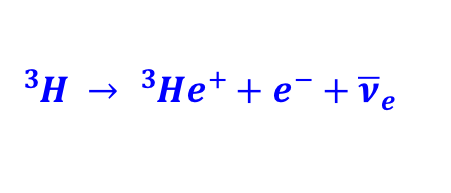 ³H → ³He⁺ + e⁻ + ν̅ₑ